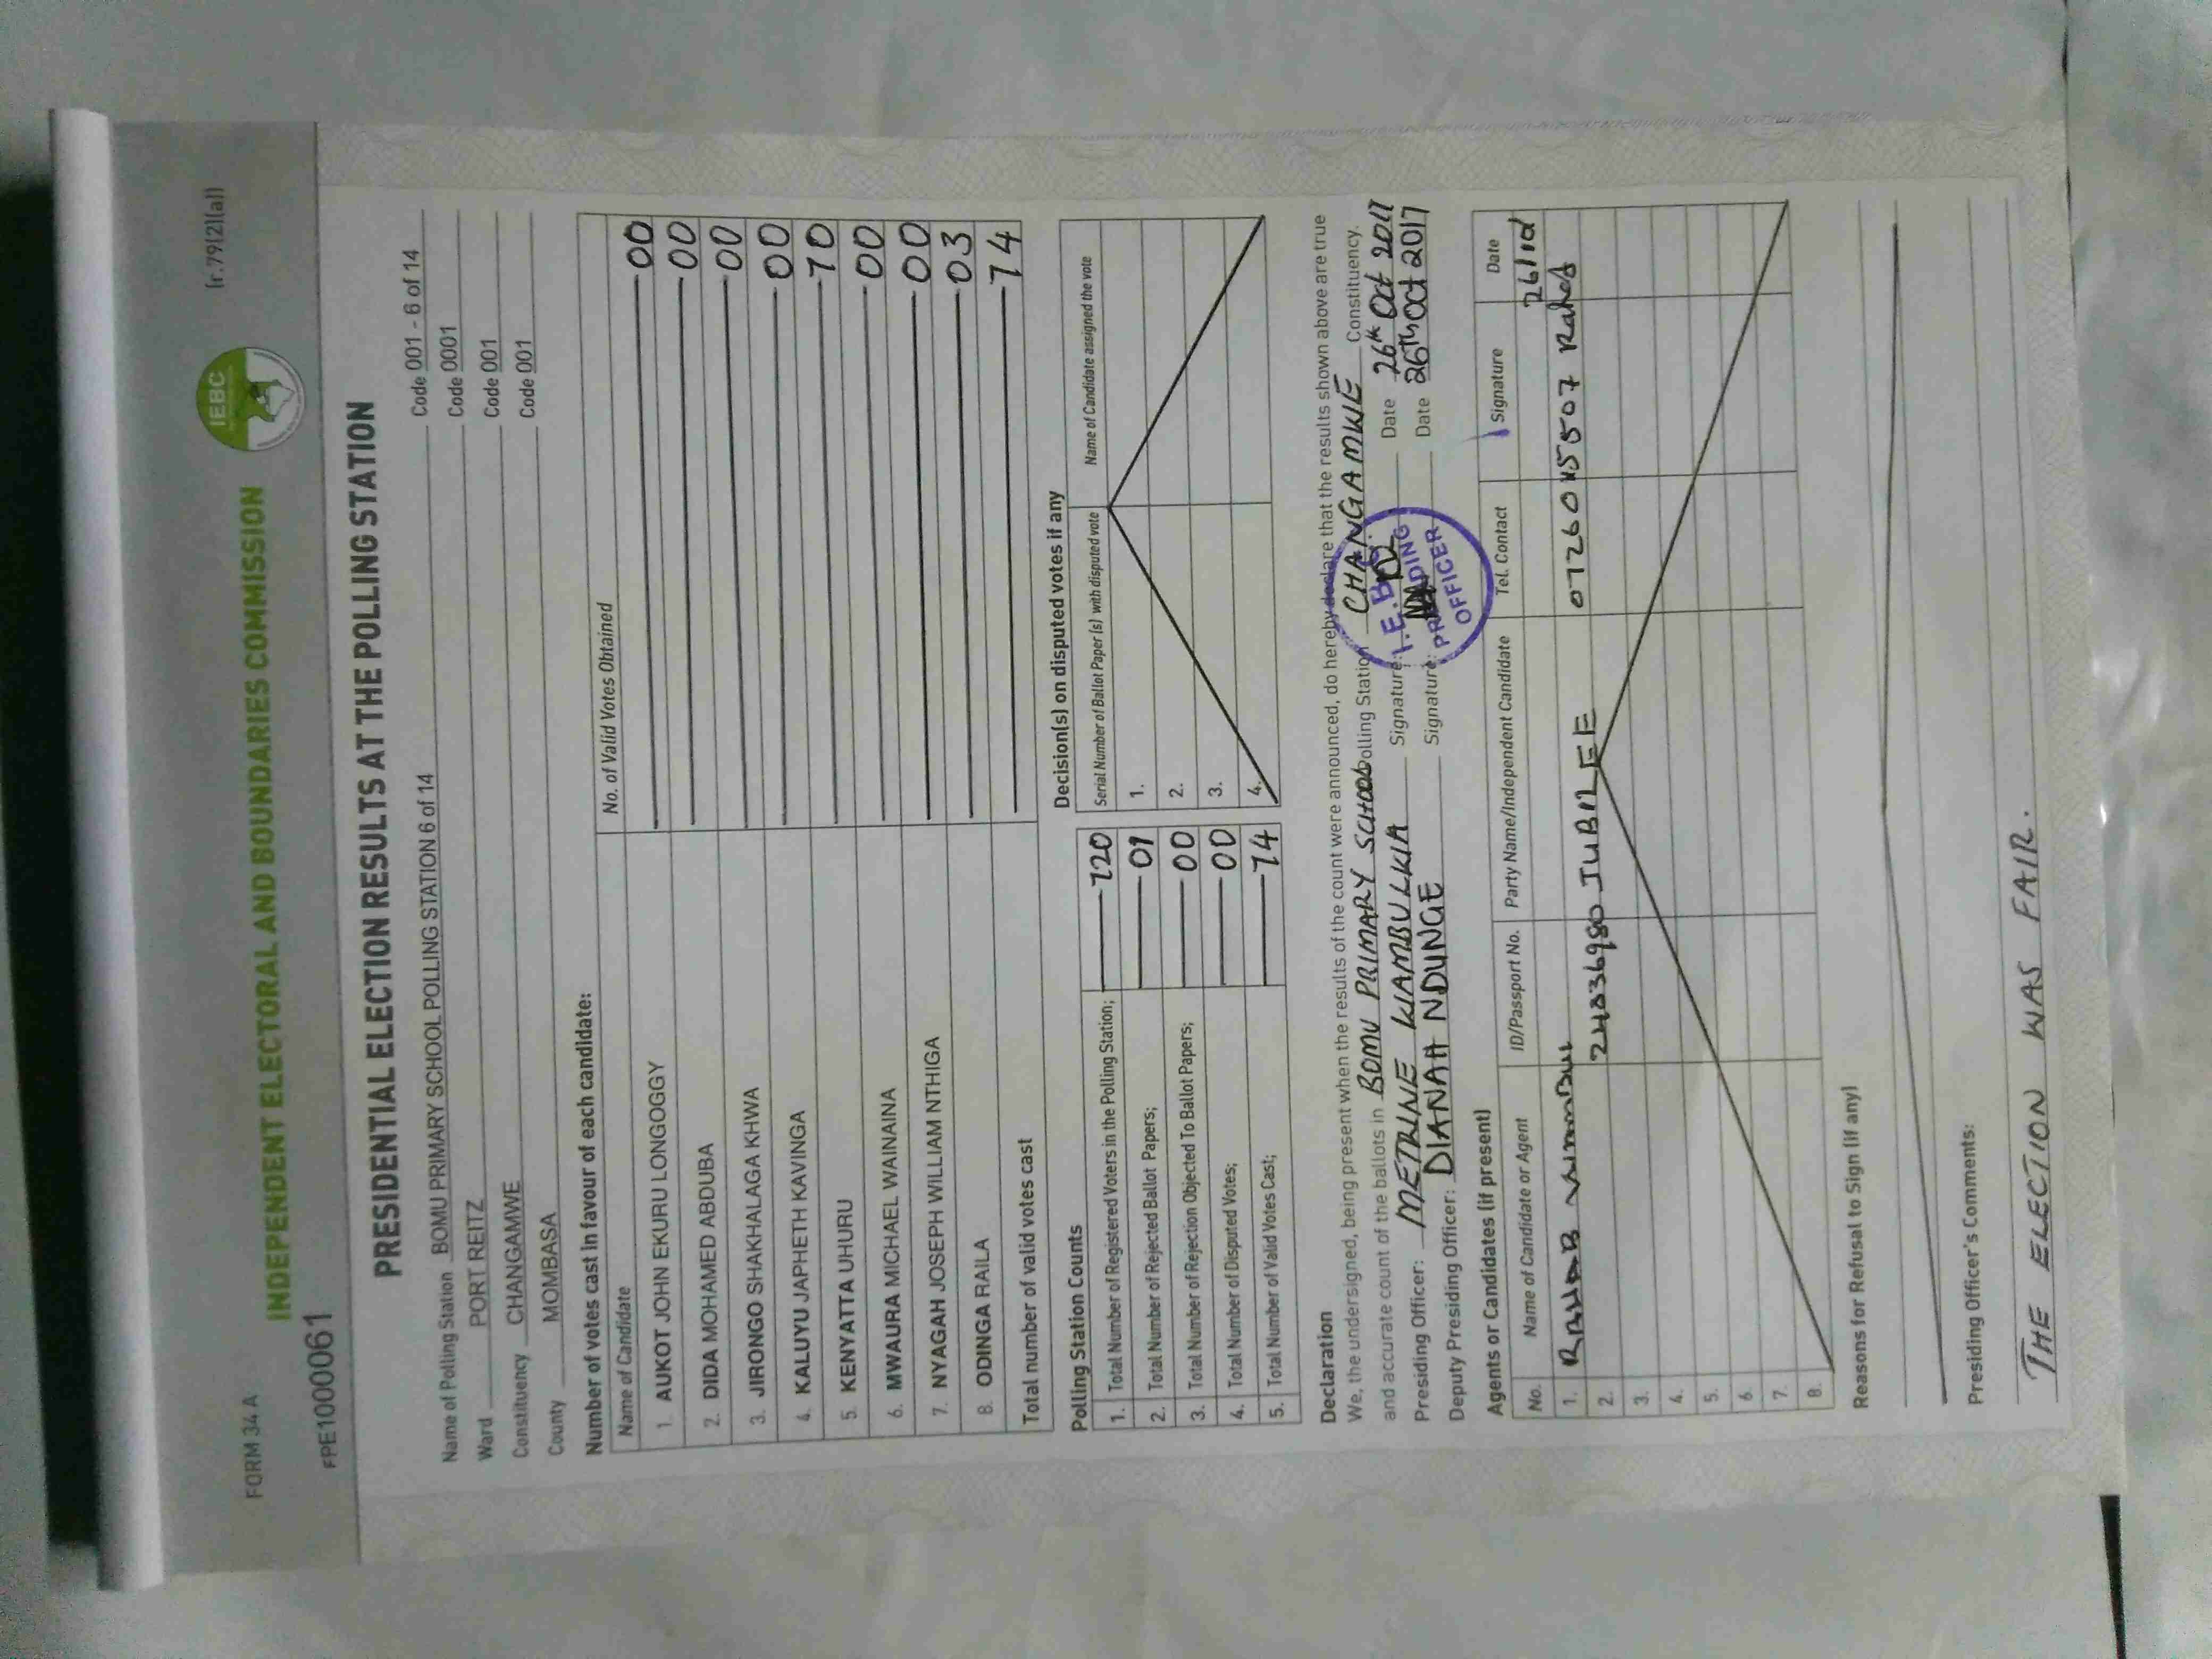 FORM 34 A
(r.79(2)(a))
IEBC
INDEPENDENT ELECTORAL AND BOUNDARIES COMMISSION
FPE1000061
PRESIDENTIAL ELECTION RESULTS AT THE POLLING STATION
Name of Polling Station BOMU PRIMARY SCHOOL POLLING STATION 6 of 14 Code 001 - 6 of 14
Ward PORT REITZ Code 0001
Constituency CHANGAMWE Code 001
County MOMBASA Code 001
Number of votes cast in favour of each candidate:
Name of Candidate No. of Valid Votes Obtained
1. AUKOT JOHN EKURU LONGOGGY 00
2. DIDA MOHAMED ABDUBA 00
3. JIRONGO SHAKHALAGA KHWA 00
4. KALUYU JAPHETH KAVINGA 00
5. KENYATTA UHURU 70
6. MWAURA MICHAEL WAINAINA 00
7. NYAGAH JOSEPH WILLIAM NTHIGA 00
8. ODINGA RAILA 03
Total number of valid votes cast 74
Polling Station Counts
1. Total Number of Registered Voters in the Polling Station; 720
2. Total Number of Rejected Ballot Papers; 01
3. Total Number of Rejection Objected To Ballot Papers; 00
4. Total Number of Disputed Votes; 00
5. Total Number of Valid Votes Cast; 74
Decision(s) on disputed votes if any
Serial Number of Ballot Paper (s) with disputed vote Name of Candidate assigned the vote
1.
2.
3.
4.
Declaration
We, the undersigned, being present when the results of the count were announced, do hereby declare that the results shown above are true
and accurate count of the ballots in BOMU PRIMARY SCHOOL Polling Station CHANGAMWE Constituency.
Presiding Officer: METRINE WAMBULKIA Signature: Date 26th Oct 2017
Deputy Presiding Officer: DIANAH NDUNGE Signature: Date 26th Oct 2017
I.E.B.C
PRESIDING
OFFICER
Agents or Candidates (if present)
No. Name of Candidate or Agent ID/Passport No. Party Name/Independent Candidate Tel. Contact Signature Date
1. RAHAB JUBILEE 0726045507 Rahab 26/10
2.
3.
4.
5.
6.
7.
8.
Reasons for Refusal to Sign (if any)
Presiding Officer's Comments:
THE ELECTION WAS FAIR.